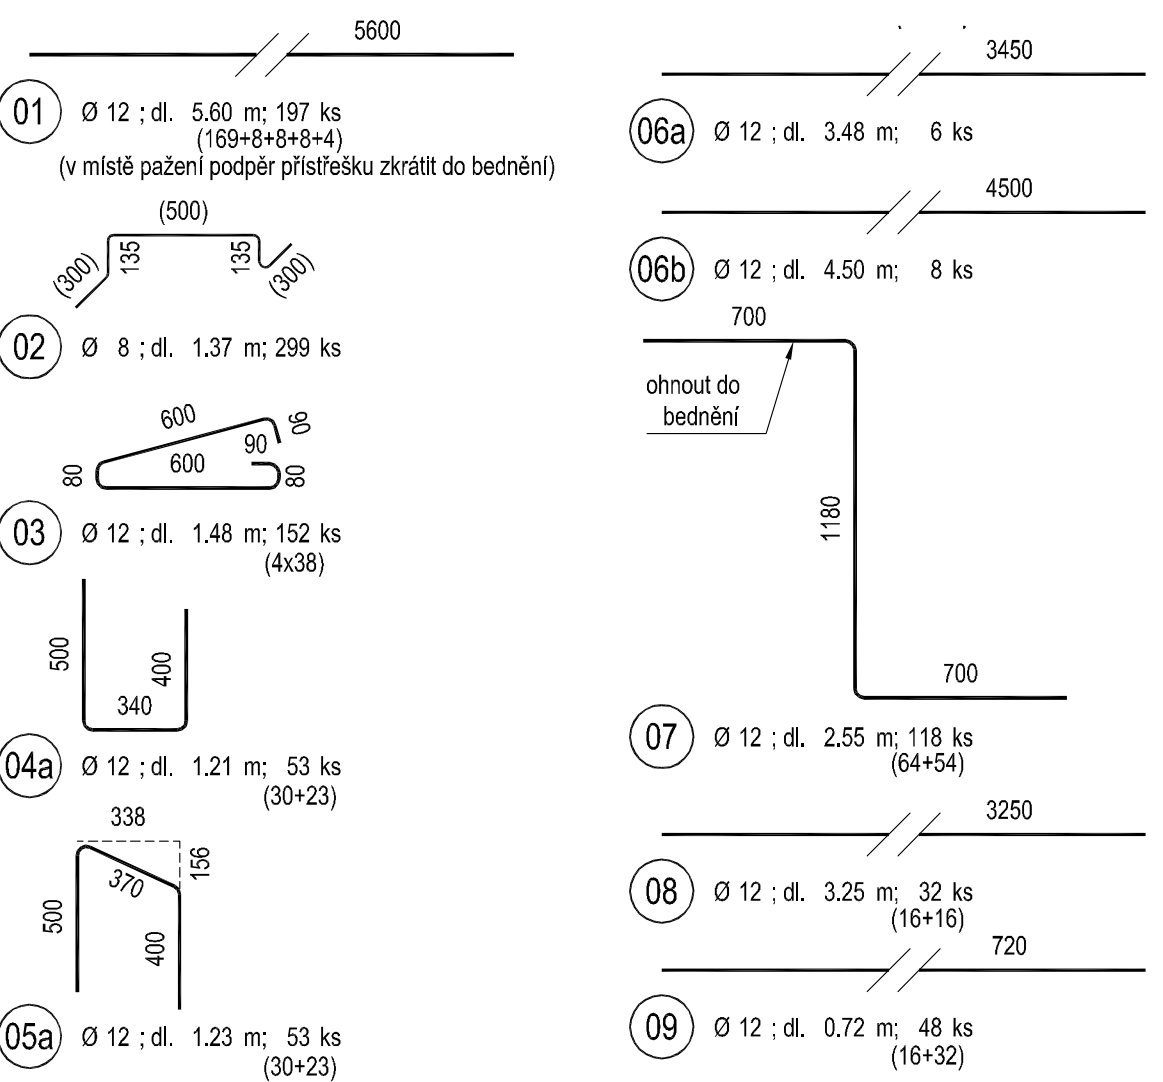 5600
01 Ø 12 ; dl. 5.60 m; 197 ks
(169+8+8+8+4)
(v místě pažení podpěr přístřešku zkrátit do bednění)
(500)
135
135
(300)
(300)
02 Ø 8 ; dl. 1.37 m; 299 ks
600
90
90
600
80
80
03 Ø 12 ; dl. 1.48 m; 152 ks
(4x38)
500
400
340
04a Ø 12 ; dl. 1.21 m; 53 ks
(30+23)
338
156
370
500
400
05a Ø 12 ; dl. 1.23 m; 53 ks
(30+23)
3450
06a Ø 12 ; dl. 3.48 m; 6 ks
4500
06b Ø 12 ; dl. 4.50 m; 8 ks
700
ohnout do
bednění
1180
700
07 Ø 12 ; dl. 2.55 m; 118 ks
(64+54)
3250
08 Ø 12 ; dl. 3.25 m; 32 ks
(16+16)
720
09 Ø 12 ; dl. 0.72 m; 48 ks
(16+32)